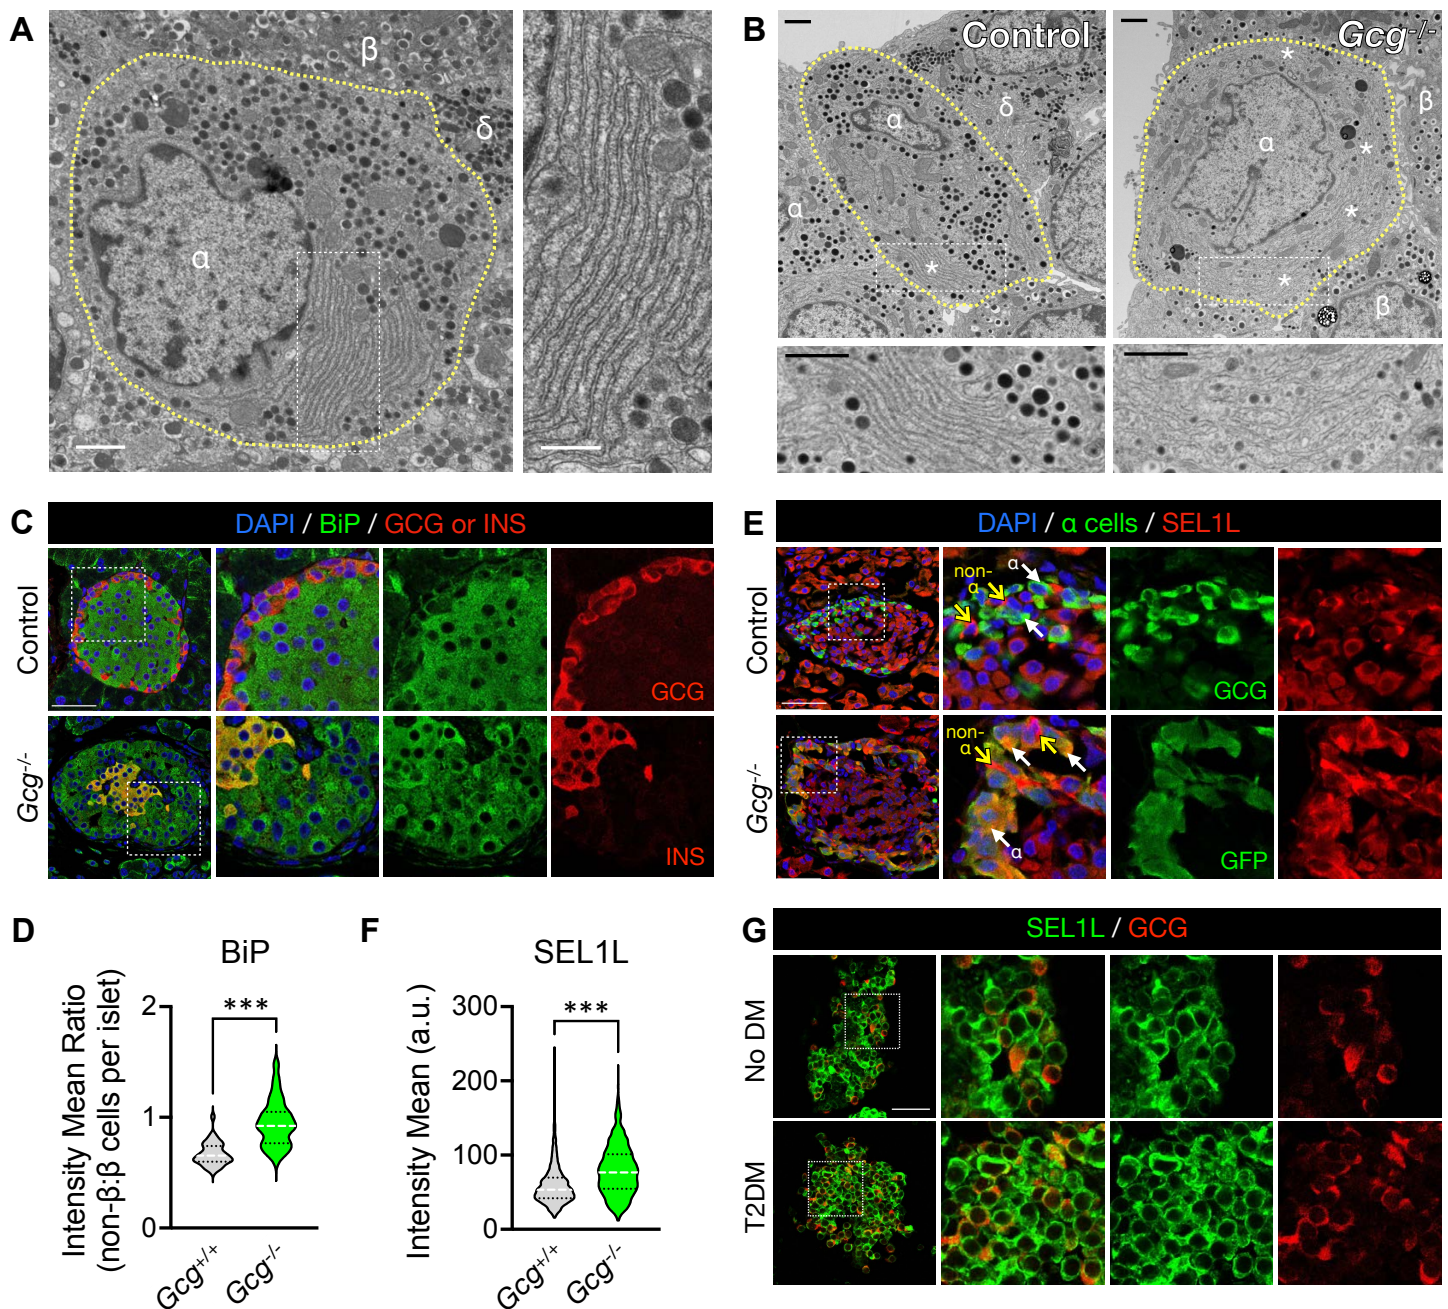 A
β
δ
α
B
Control
Gcg-/-
α
δ
α
*
α
β
β
*
*
*
*
C
DAPI / BiP / GCG or INS
Control
GCG
Gcg-/-
INS
E
DAPI / α cells / SEL1L
Control
non-
α
α
GCG
Gcg-/-
non-
α
α
GFP
D
BiP
Intensity Mean Ratio
(non-β:β cells per islet)
2
1
0
***
Gcg+/+
Gcg-/-
F
SEL1L
Intensity Mean (a.u.)
300
200
100
0
***
Gcg+/+
Gcg-/-
G
SEL1L / GCG
No DM
T2DM